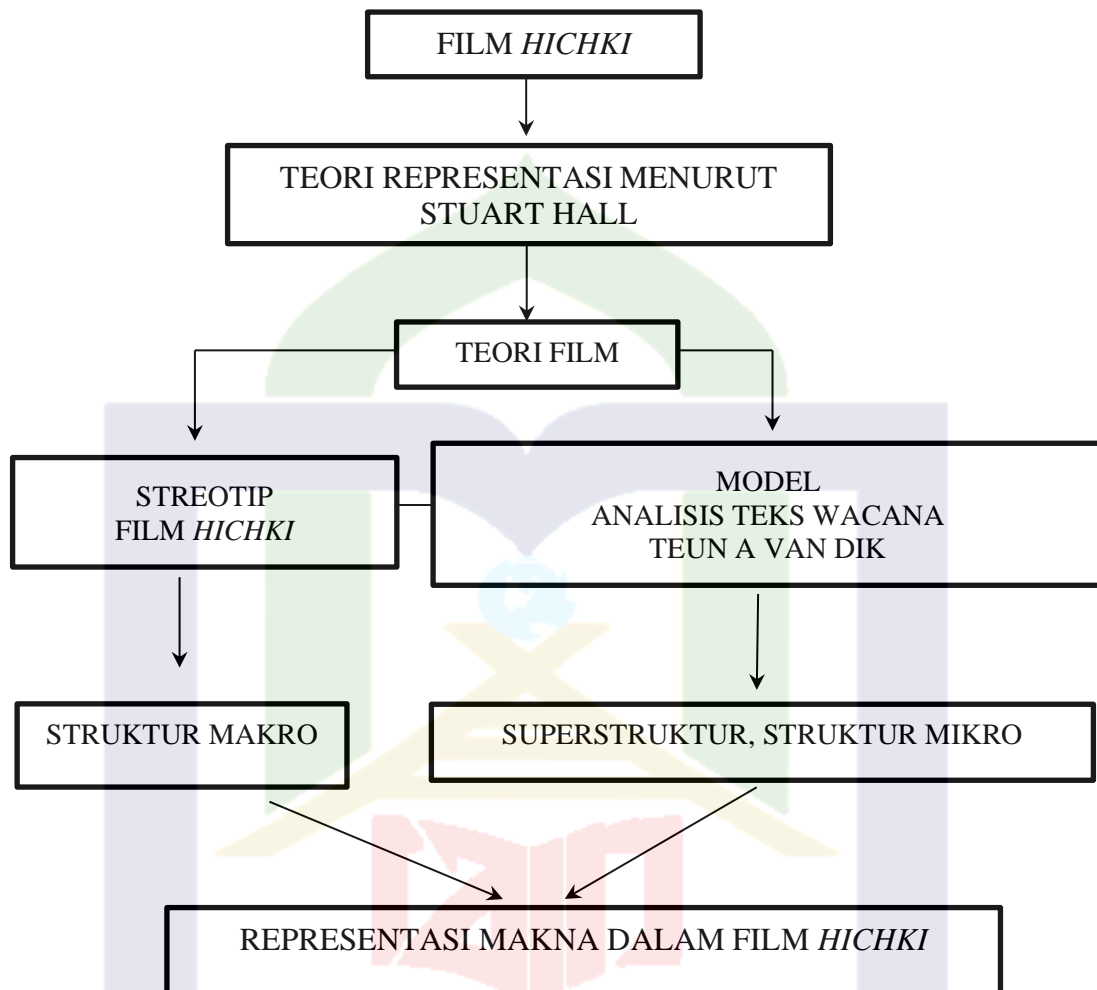 FILM HICHKI
TEORI REPRESENTASI MENURUT
STUART HALL
TEORI FILM
STREOTIP
FILM HICHKI
MODEL
ANALISIS TEKS WACANA
TEUN A VAN DIK
STRUKTUR MAKRO
SUPERSTRUKTUR, STRUKTUR MIKRO
REPRESENTASI MAKNA DALAM FILM HICHKI